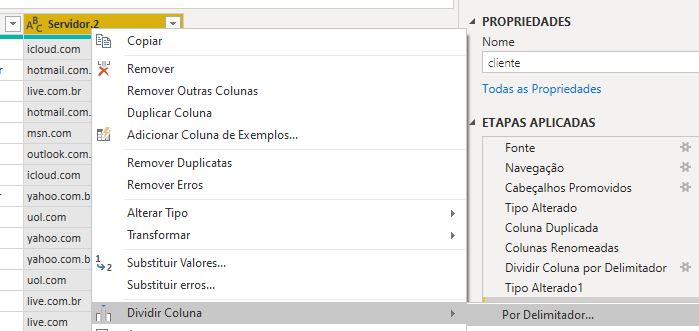 ABC Servidor.2
icloud.com
hotmail.com.
live.com.br
hotmail.com.
msn.com
outlook.com.
icloud.com
yahoo.com.b
uol.com
yahoo.com
yahoo.com.b
uol.com
live.com.br
live.com
Copiar
Remover
Remover Outras Colunas
Duplicar Coluna
Adicionar Coluna de Exemplos...
Remover Duplicatas
Remover Erros
Alterar Tipo
Transformar
1 2 Substituir Valores...
Substituir erros...
Dividir Coluna
Por Delimitador...
PROPRIEDADES
Nome
cliente
Todas as Propriedades
ETAPAS APLICADAS
Fonte
Navegação
Cabeçalhos Promovidos
Tipo Alterado
Coluna Duplicada
Colunas Renomeadas
Dividir Coluna por Delimitador
Tipo Alterado1